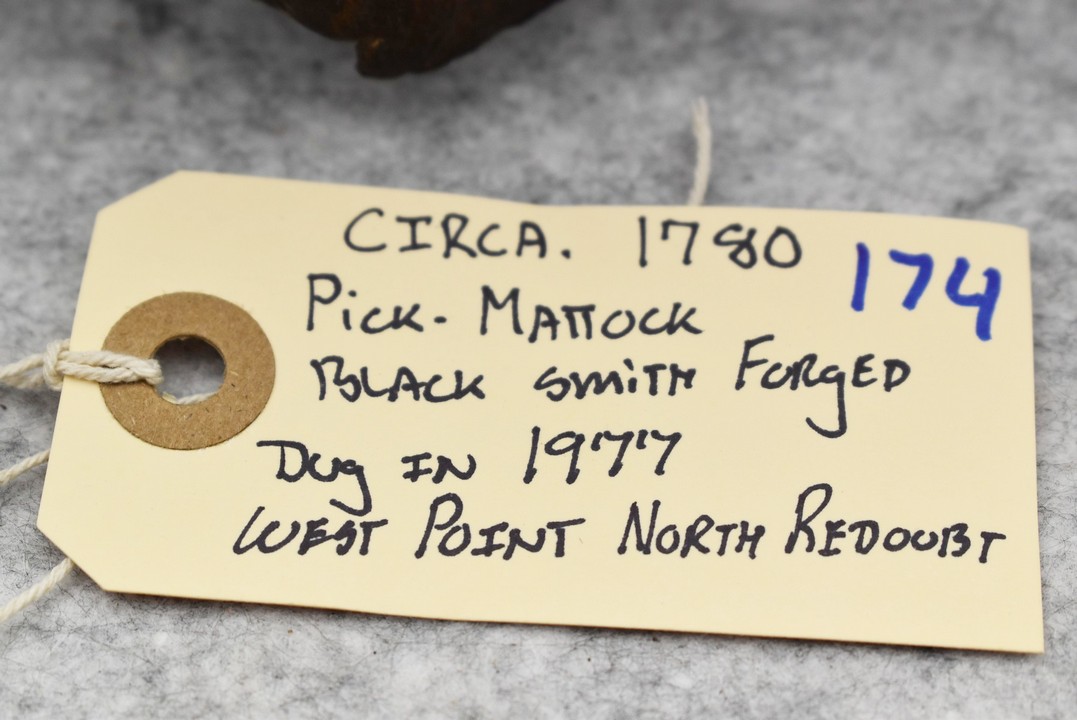 CIRCA. 1780
174
Pick- MATTOCK
BLACK SMITH FORGED
Dug IN 1977
WEST POINT NORTH REDOUBT